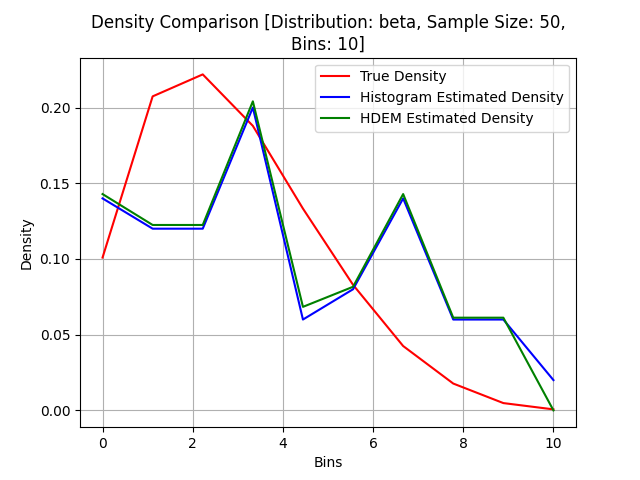 Density Comparison [Distribution: beta, Sample Size: 50,
Bins: 10]
True Density
Histogram Estimated Density
HDEM Estimated Density
Density
0.20
0.15
0.10
0.05
0.00
0 2 4 6 8 10
Bins